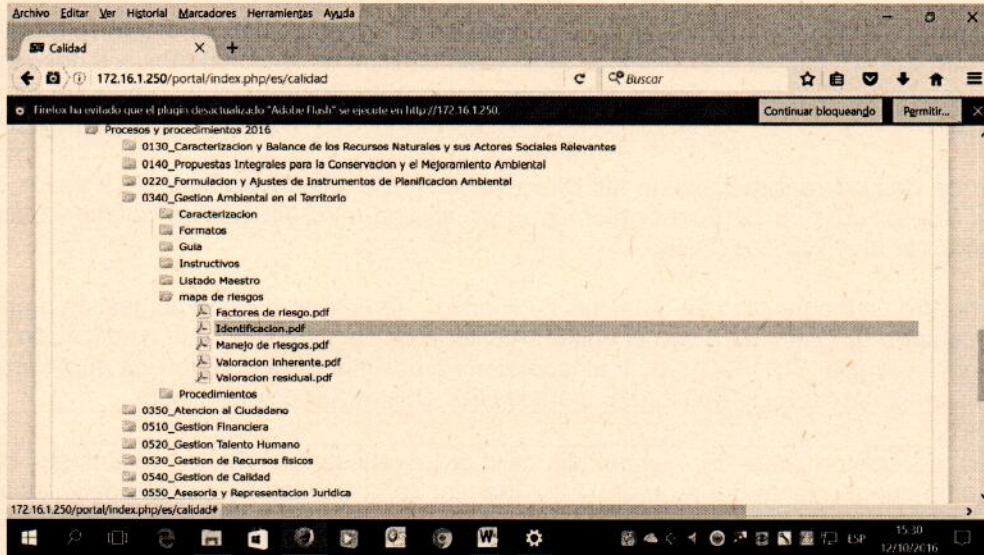 Archivo Editar Ver Historial Marcadores Herramientas Ayuda
Calidad
172.16.1.250/portal/index.php/es/calidad
Buscar
Firefox ha evitado que el plugin desactualizado "Adobe Flash" se ejecute en http://172.16.1.250.
Continuar bloqueando
Permitir...
Procesos y procedimientos 2016
0130_Caracterizacion y Balance de los Recursos Naturales y sus Actores Sociales Relevantes
0140_Propuestas Integrales para la Conservacion y el Mejoramiento Ambiental
0220_Formulacion y Ajustes de Instrumentos de Planificacion Ambiental
0340_Gestion Ambiental en el Territorio
Caracterizacion
Formatos
Guia
Instructivos
Listado Maestro
mapa de riesgos
Factores de riesgo.pdf
Identificacion.pdf
Manejo de riesgos.pdf
Valoracion inherente.pdf
Valoracion residual.pdf
Procedimientos
0350_Atencion al Ciudadano
0510_Gestion Financiera
0520_Gestion Talento Humano
0530_Gestion de Recursos fisicos
0540_Gestion de Calidad
0550_Asesoria y Representacion Juridica
172.16.1.250/portal/index.php/es/calidad#
ESP
15:30
12/10/2016